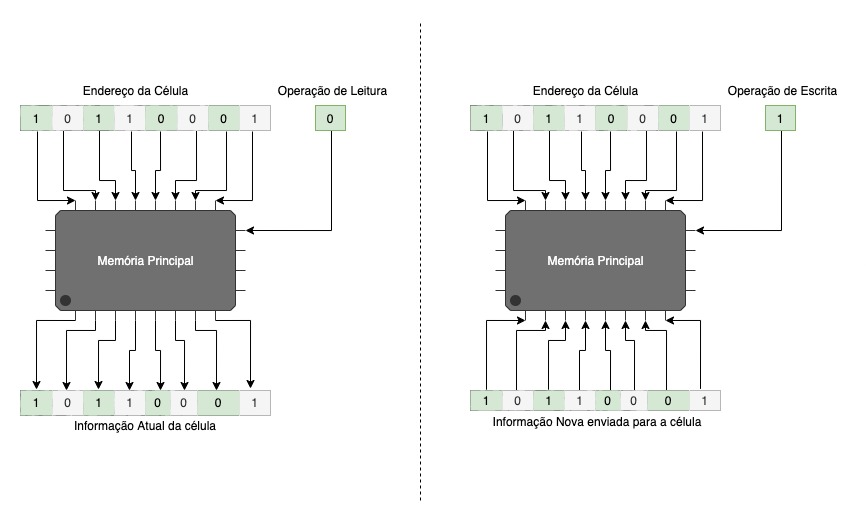 Endereço da Célula
Operação de Leitura
1 0 1 1 0 0 0 1
0
Memória Principal
1 0 1 1 0 0 0 1
Informação Atual da célula
Endereço da Célula
Operação de Escrita
1 0 1 1 0 0 0 1
1
Memória Principal
1 0 1 1 0 0 0 1
Informação Nova enviada para a célula